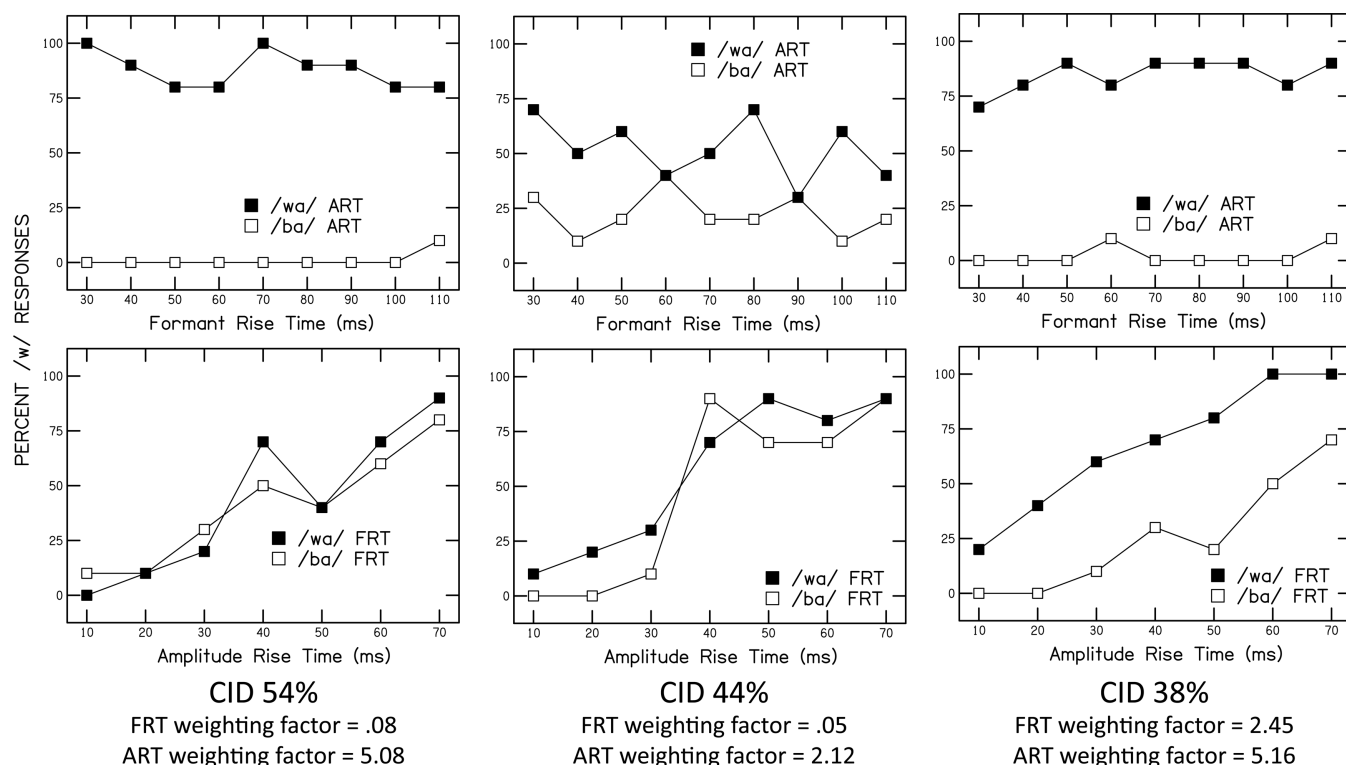 PERCENT /w/ RESPONSES
100
75
50
25
0
/wa/ ART
/ba/ ART
30 40 50 60 70 80 90 100 110
Formant Rise Time (ms)
100
75
50
25
0
/wa/ ART
/ba/ ART
30 40 50 60 70 80 90 100 110
Formant Rise Time (ms)
100
75
50
25
0
/wa/ ART
/ba/ ART
30 40 50 60 70 80 90 100 110
Formant Rise Time (ms)
100
75
50
25
0
/wa/ FRT
/ba/ FRT
10 20 30 40 50 60 70
Amplitude Rise Time (ms)
100
75
50
25
0
/wa/ FRT
/ba/ FRT
10 20 30 40 50 60 70
Amplitude Rise Time (ms)
100
75
50
25
0
/wa/ FRT
/ba/ FRT
10 20 30 40 50 60 70
Amplitude Rise Time (ms)
CID 54%
FRT weighting factor = .08
ART weighting factor = 5.08
CID 44%
FRT weighting factor = .05
ART weighting factor = 2.12
CID 38%
FRT weighting factor = 2.45
ART weighting factor = 5.16